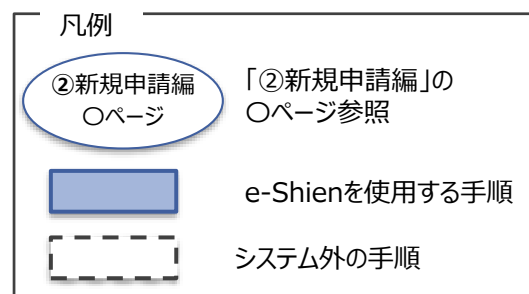 凡例
②新規申請編
〇ページ
「②新規申請編」の
〇ページ参照
e-Shienを使用する手順
システム外の手順